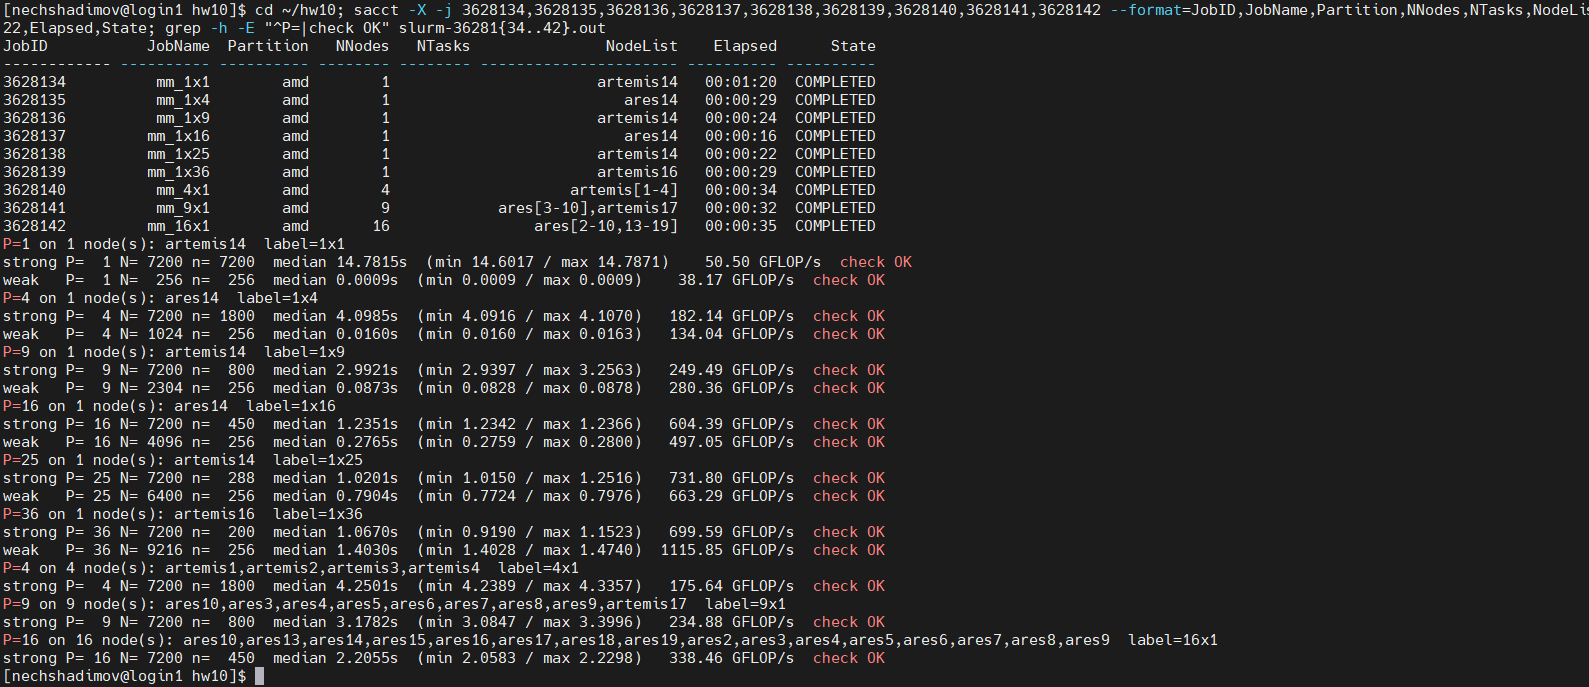 [nechshadimov@login1 hw10]$ cd ~/hw10; sacct -X -j 3628134,3628135,3628136,3628137,3628138,3628139,3628140,3628141,3628142 --format=JobID,JobName,Partition,NNodes,NTasks,NodeLis
22,Elapsed,State; grep -h -E "^P=|check OK" slurm-36281{34..42}.out
JobID           JobName  Partition   NNodes   NTasks               NodeList    Elapsed      State
------------ ---------- ---------- -------- -------- ---------------------- ---------- ----------
3628134           mm_1x1        amd        1                       artemis14   00:01:20  COMPLETED
3628135           mm_1x4        amd        1                          ares14   00:00:29  COMPLETED
3628136           mm_1x9        amd        1                       artemis14   00:00:24  COMPLETED
3628137          mm_1x16        amd        1                          ares14   00:00:16  COMPLETED
3628138          mm_1x25        amd        1                       artemis14   00:00:22  COMPLETED
3628139          mm_1x36        amd        1                       artemis16   00:00:29  COMPLETED
3628140           mm_4x1        amd        4                    artemis[1-4]   00:00:34  COMPLETED
3628141           mm_9x1        amd        9            ares[3-10],artemis17   00:00:32  COMPLETED
3628142          mm_16x1        amd       16                ares[2-10,13-19]   00:00:35  COMPLETED
P=1 on 1 node(s): artemis14  label=1x1
strong P=  1 N= 7200 n= 7200  median 14.7815s  (min 14.6017 / max 14.7871)    50.50 GFLOP/s  check OK
weak   P=  1 N=  256 n=  256  median 0.0009s  (min 0.0009 / max 0.0009)    38.17 GFLOP/s  check OK
P=4 on 1 node(s): ares14  label=1x4
strong P=  4 N= 7200 n= 1800  median 4.0985s  (min 4.0916 / max 4.1070)   182.14 GFLOP/s  check OK
weak   P=  4 N= 1024 n=  256  median 0.0160s  (min 0.0160 / max 0.0163)   134.04 GFLOP/s  check OK
P=9 on 1 node(s): artemis14  label=1x9
strong P=  9 N= 7200 n=  800  median 2.9921s  (min 2.9397 / max 3.2563)   249.49 GFLOP/s  check OK
weak   P=  9 N= 2304 n=  256  median 0.0873s  (min 0.0828 / max 0.0878)   280.36 GFLOP/s  check OK
P=16 on 1 node(s): ares14  label=1x16
strong P= 16 N= 7200 n=  450  median 1.2351s  (min 1.2342 / max 1.2366)   604.39 GFLOP/s  check OK
weak   P= 16 N= 4096 n=  256  median 0.2765s  (min 0.2759 / max 0.2800)   497.05 GFLOP/s  check OK
P=25 on 1 node(s): artemis14  label=1x25
strong P= 25 N= 7200 n=  288  median 1.0201s  (min 1.0150 / max 1.2516)   731.80 GFLOP/s  check OK
weak   P= 25 N= 6400 n=  256  median 0.7904s  (min 0.7724 / max 0.7976)   663.29 GFLOP/s  check OK
P=36 on 1 node(s): artemis16  label=1x36
strong P= 36 N= 7200 n=  200  median 1.0670s  (min 0.9190 / max 1.1523)   699.59 GFLOP/s  check OK
weak   P= 36 N= 9216 n=  256  median 1.4030s  (min 1.4028 / max 1.4740)  1115.85 GFLOP/s  check OK
P=4 on 4 node(s): artemis1,artemis2,artemis3,artemis4  label=4x1
strong P=  4 N= 7200 n= 1800  median 4.2501s  (min 4.2389 / max 4.3357)   175.64 GFLOP/s  check OK
P=9 on 9 node(s): ares10,ares3,ares4,ares5,ares6,ares7,ares8,ares9,artemis17  label=9x1
strong P=  9 N= 7200 n=  800  median 3.1782s  (min 3.0847 / max 3.3996)   234.88 GFLOP/s  check OK
P=16 on 16 node(s): ares10,ares13,ares14,ares15,ares16,ares17,ares18,ares19,ares2,ares3,ares4,ares5,ares6,ares7,ares8,ares9  label=16x1
strong P= 16 N= 7200 n=  450  median 2.2055s  (min 2.0583 / max 2.2298)   338.46 GFLOP/s  check OK
[nechshadimov@login1 hw10]$